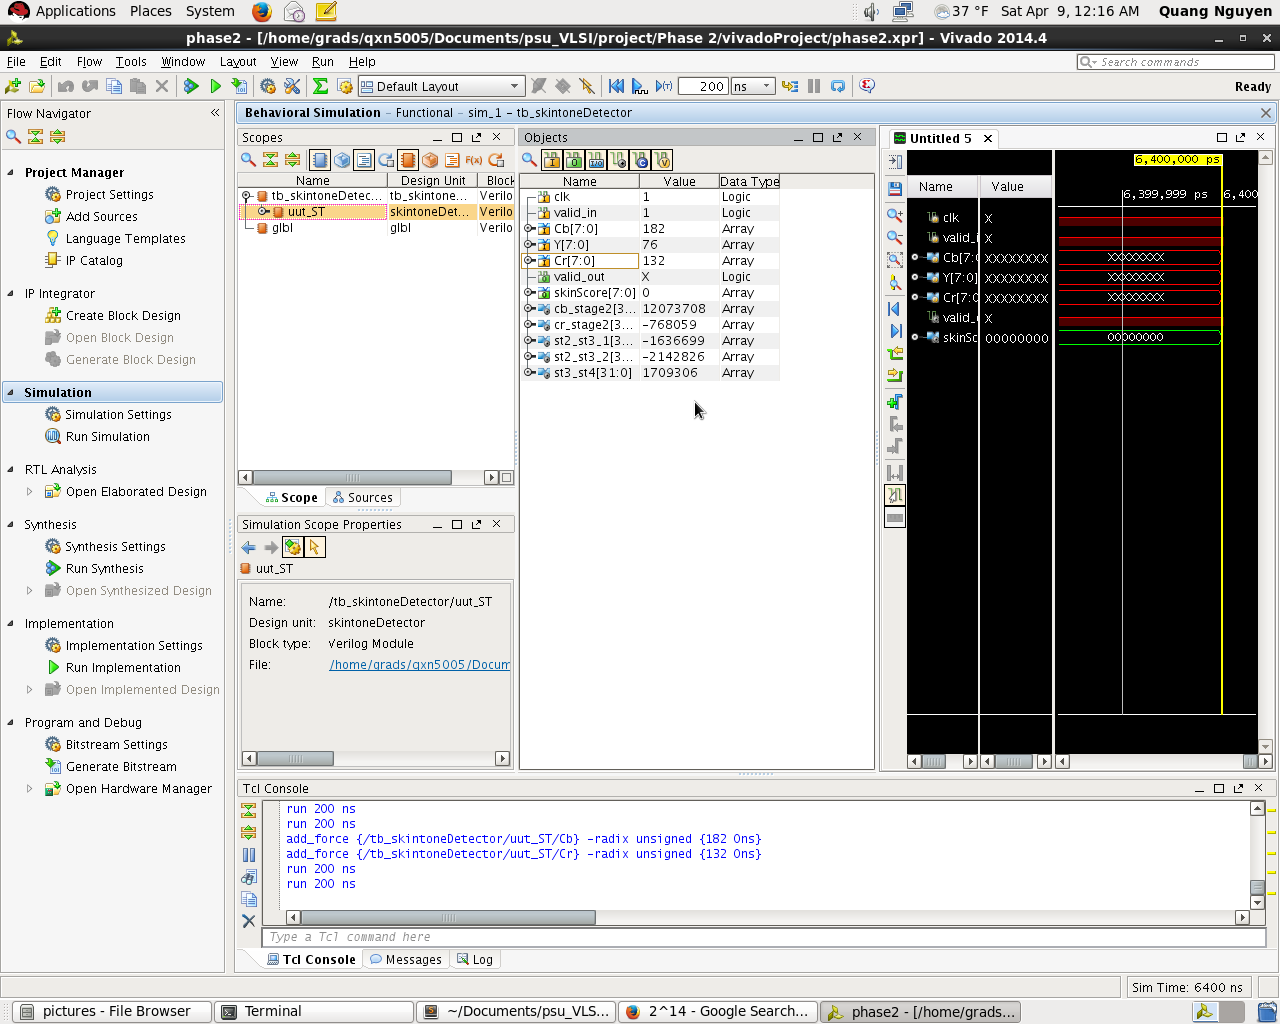 Applications Places System 37 °F Sat Apr 9, 12:16 AM Quang Nguyen
phase2 - [/home/grads/qxn5005/Documents/psu_VLSI/project/Phase 2/vivadoProject/phase2.xpr] - Vivado 2014.4
File Edit Flow Tools Window Layout View Run Help Search commands
Default Layout 200 ns Ready
Flow Navigator
Project Manager
Project Settings
Add Sources
Language Templates
IP Catalog
IP Integrator
Create Block Design
Open Block Design
Generate Block Design
Simulation
Simulation Settings
Run Simulation
RTL Analysis
Open Elaborated Design
Synthesis
Synthesis Settings
Run Synthesis
Open Synthesized Design
Implementation
Implementation Settings
Run Implementation
Open Implemented Design
Program and Debug
Bitstream Settings
Generate Bitstream
Open Hardware Manager
Behavioral Simulation - Functional - sim_1 - tb_skintoneDetector
Scopes
Name Design Unit Block
tb_skintoneDetec... tb_skintone... Verilo
uut_ST skintoneDet... Verilo
glbl glbl Verilo
Scope Sources
Simulation Scope Properties
uut_ST
Name: /tb_skintoneDetector/uut_ST
Design unit: skintoneDetector
Block type: Verilog Module
File: /home/grads/qxn5005/Docum
Objects
Name Value Data Type
clk 1 Logic
valid_in 1 Logic
Cb[7:0] 182 Array
Y[7:0] 76 Array
Cr[7:0] 132 Array
valid_out X Logic
skinScore[7:0] 0 Array
cb_stage2[3... 12073708 Array
cr_stage2[3... -768059 Array
st2_st3_1[3... -1636699 Array
st2_st3_2[3... -2142826 Array
st3_st4[31:0] 1709306 Array
Untitled 5
6,400,000 ps
Name Value 6,399,999 ps 6,400
clk X
valid_i X
Cb[7:0 XXXXXXXX XXXXXXXX
Y[7:0] XXXXXXXX XXXXXXXX
Cr[7:0 XXXXXXXX XXXXXXXX
valid_ X
skinSc 00000000 00000000
Tcl Console
run 200 ns
run 200 ns
add_force {/tb_skintoneDetector/uut_ST/Cb} -radix unsigned {182 0ns}
add_force {/tb_skintoneDetector/uut_ST/Cr} -radix unsigned {132 0ns}
run 200 ns
run 200 ns
Type a Tcl command here
Tcl Console Messages Log
Sim Time: 6400 ns
pictures - File Browser Terminal ~/Documents/psu_VLS... 2^14 - Google Search... phase2 - [/home/grads...